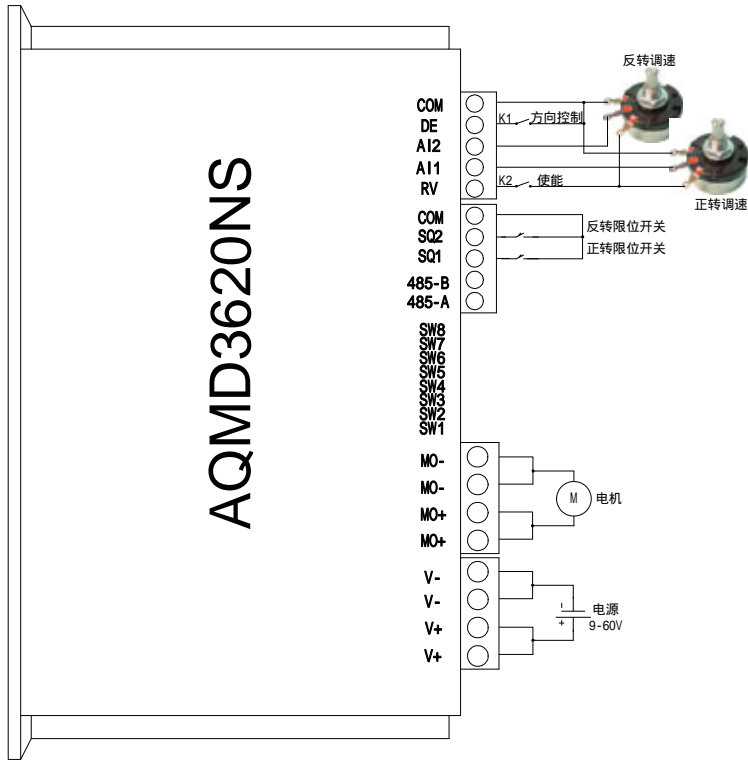 AQMD3620NS
反转调速
COM
DE
K1 方向控制
AI2
AI1
RV
K2 使能
正转调速
COM
SQ2
反转限位开关
SQ1
正转限位开关
485-B
485-A
SW8
SW7
SW6
SW5
SW4
SW3
SW2
SW1
MO-
MO-
M 电机
MO+
MO+
V-
V-
- 电源
+ 9-60V
V+
V+